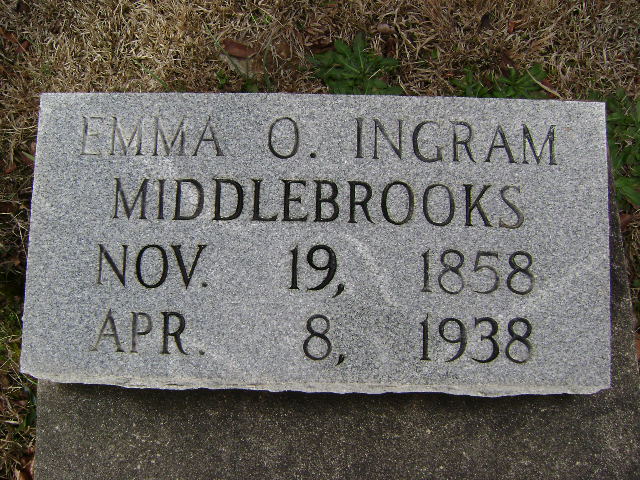 EMMA O. INGRAM
MIDDLEBROOKS
NOV. 19, 1858
APR. 8, 1938